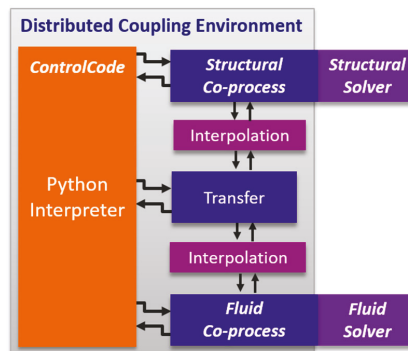 Distributed Coupling Environment
ControlCode
Structural
Co-process
Structural
Solver
Interpolation
Python
Interpreter
Transfer
Interpolation
Fluid
Co-process
Fluid
Solver